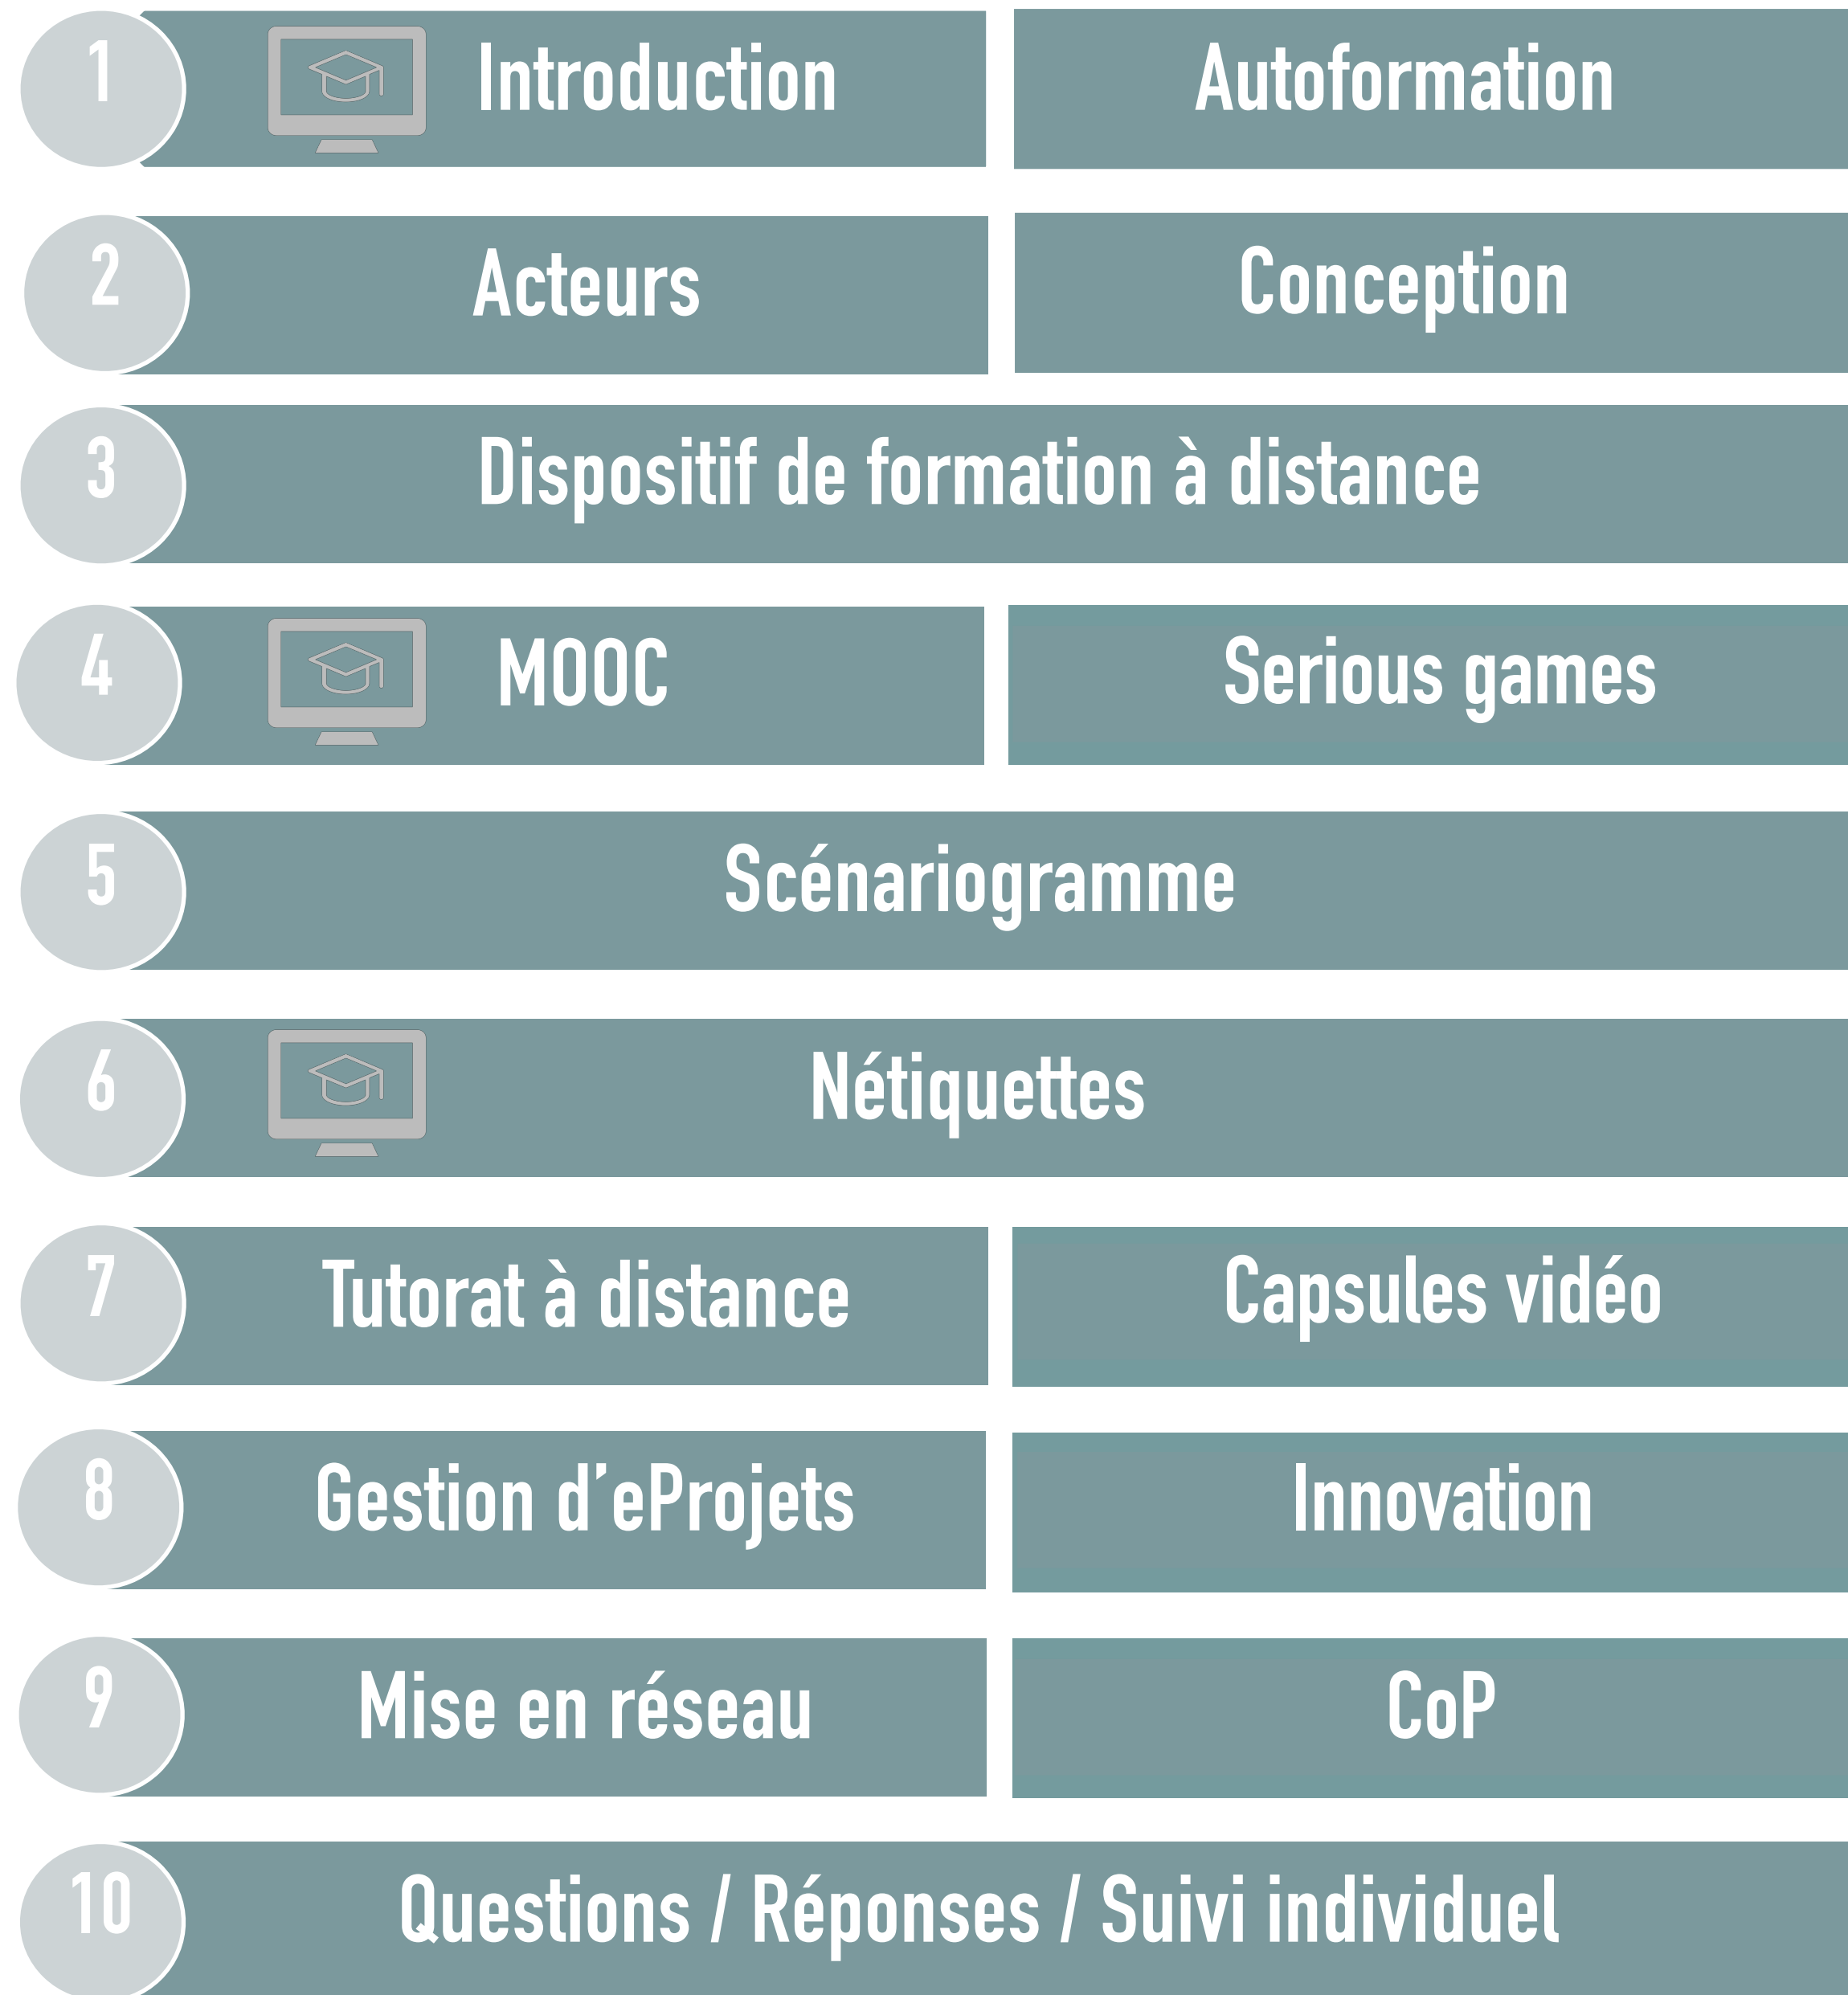 1 Introduction Autoformation
2 Acteurs Conception
3 Dispositif de formation à distance
4 MOOC Serious games
5 Scénariogramme
6 Nétiquettes
7 Tutorat à distance Capsules vidéo
8 Gestion d'eProjets Innovation
9 Mise en réseau CoP
10 Questions / Réponses / Suivi individuel